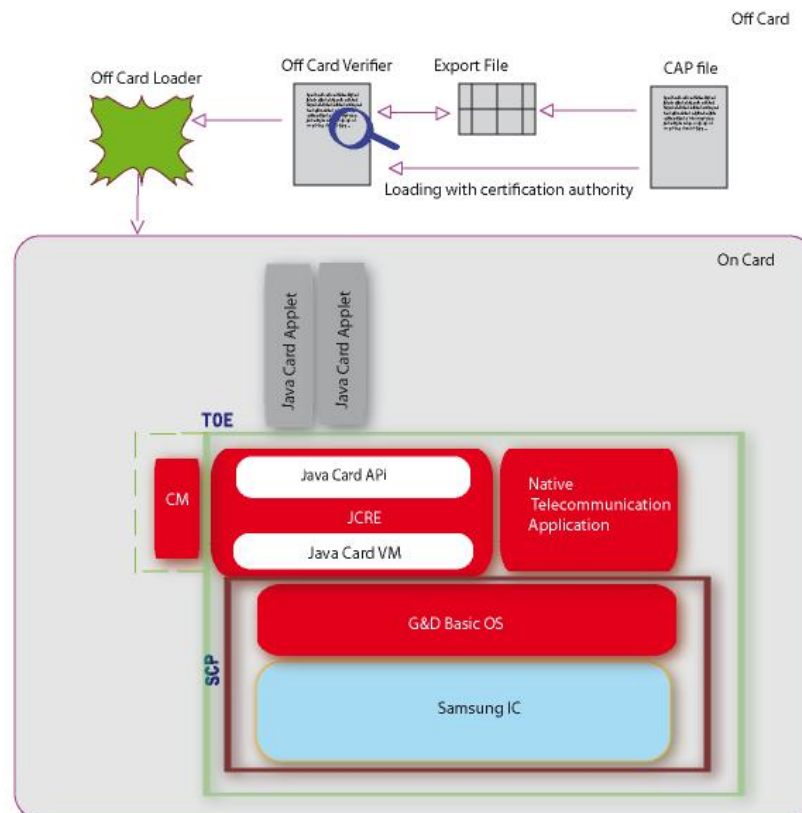 Off Card
Off Card Loader
Off Card Verifier
Export File
CAP file
Loading with certification authority
On Card
Java Card Applet
Java Card Applet
TOE
CM
Java Card APi
JCRE
Java Card VM
Native
Telecommunication
Application
G&D Basic OS
SCP
Samsung IC